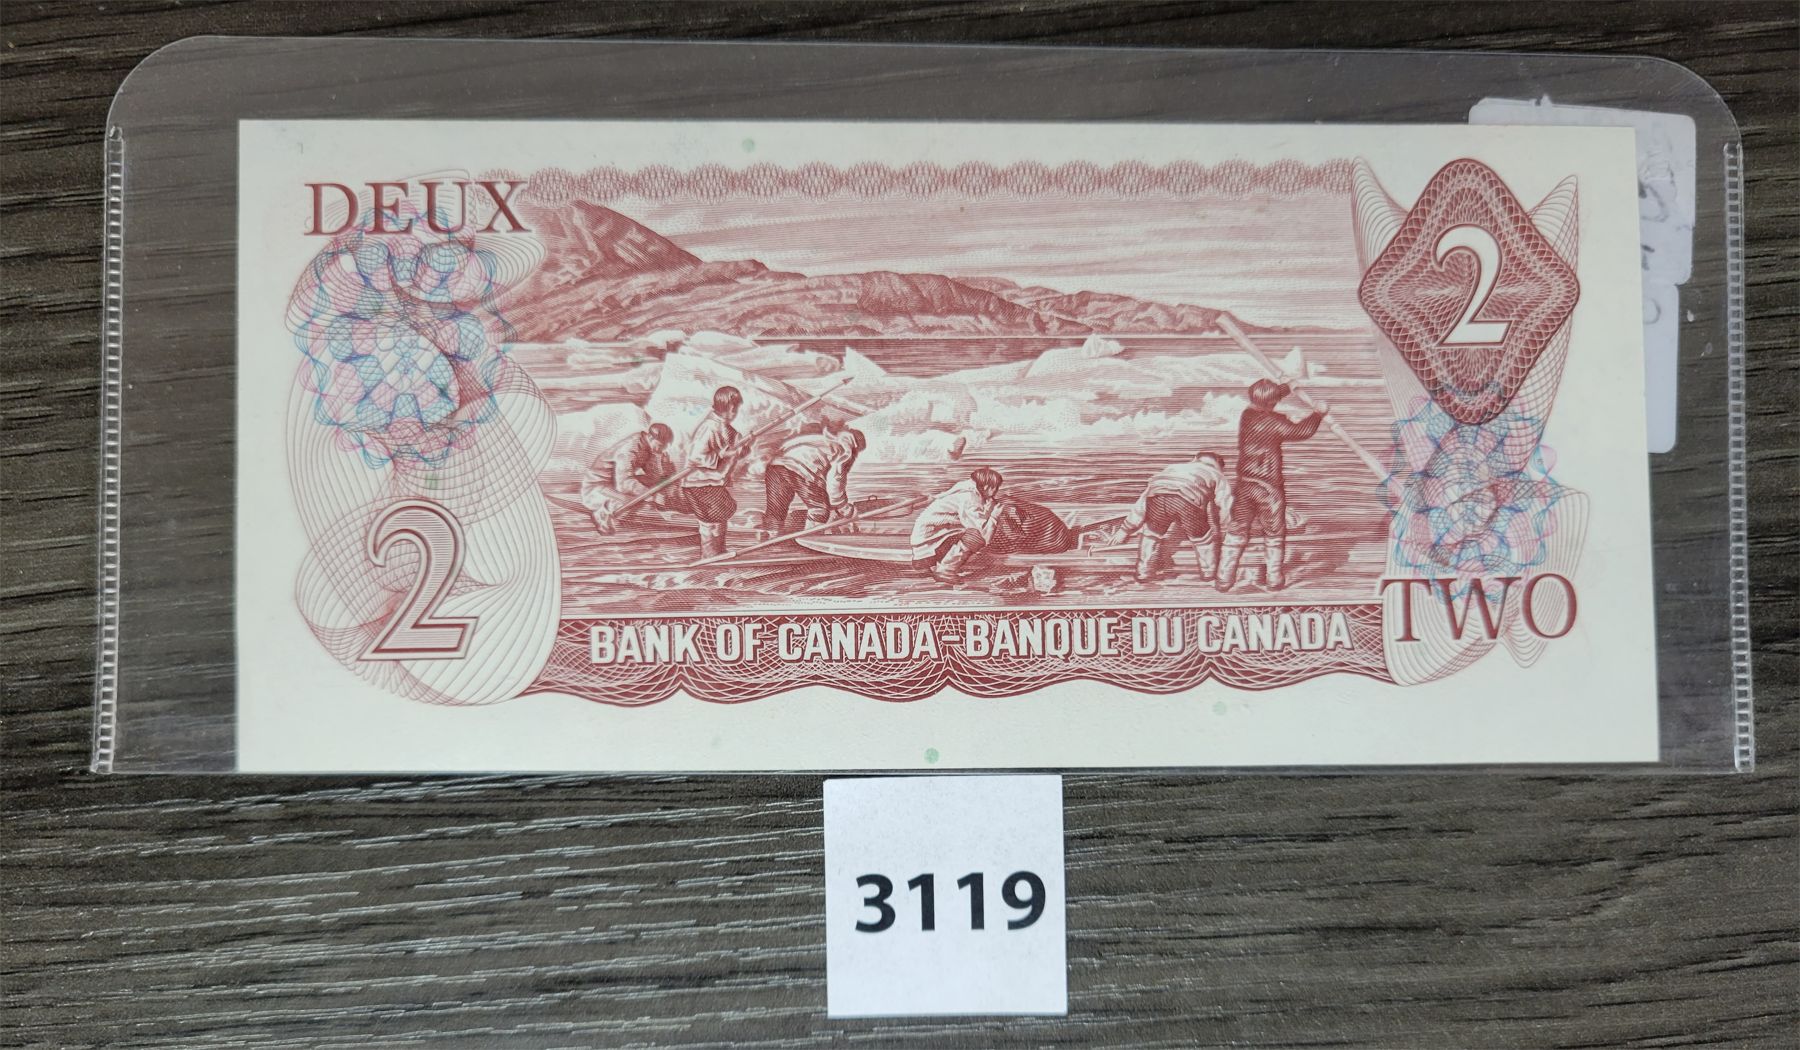 DEUX
2
2
BANK OF CANADA-BANQUE DU CANADA
TWO
3119